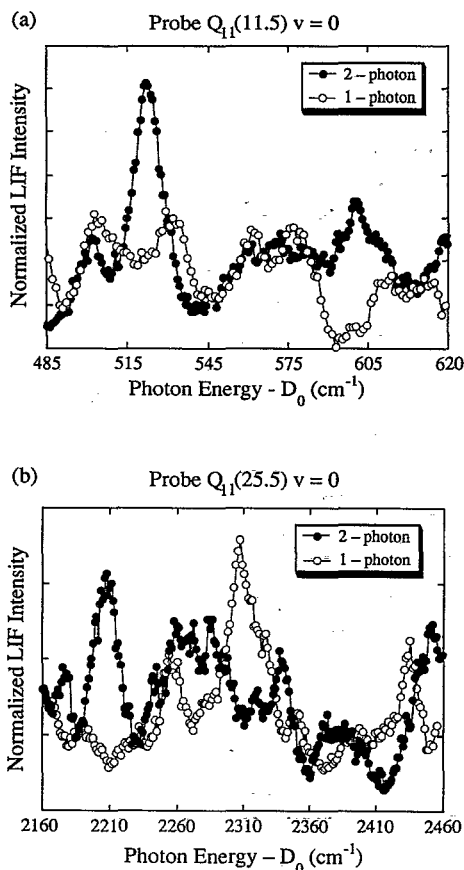 (a)
Probe Q₁₁(11.5) v = 0
2-photon
1-photon
Normalized LIF Intensity
485 515 545 575 605 620
Photon Energy - D₀ (cm⁻¹)
(b)
Probe Q₁₁(25.5) v = 0
2 – photon
1 – photon
Normalized LIF Intensity
2160 2210 2260 2310 2360 2410 2460
Photon Energy – D₀ (cm⁻¹)